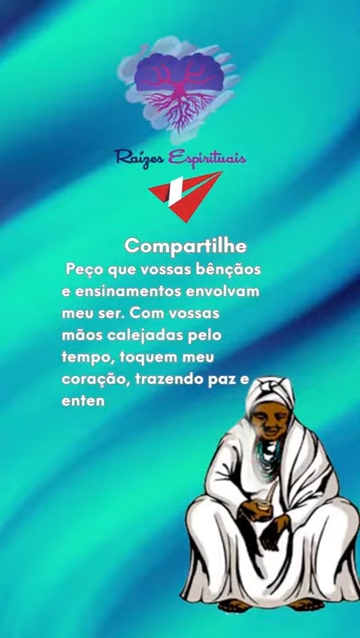 Raízes Espirituais
Compartilhe
Peço que vossas bênçãos
e ensinamentos envolvam
meu ser. Com vossas
mãos calejadas pelo
tempo, toquem meu
coração, trazendo paz e
enten